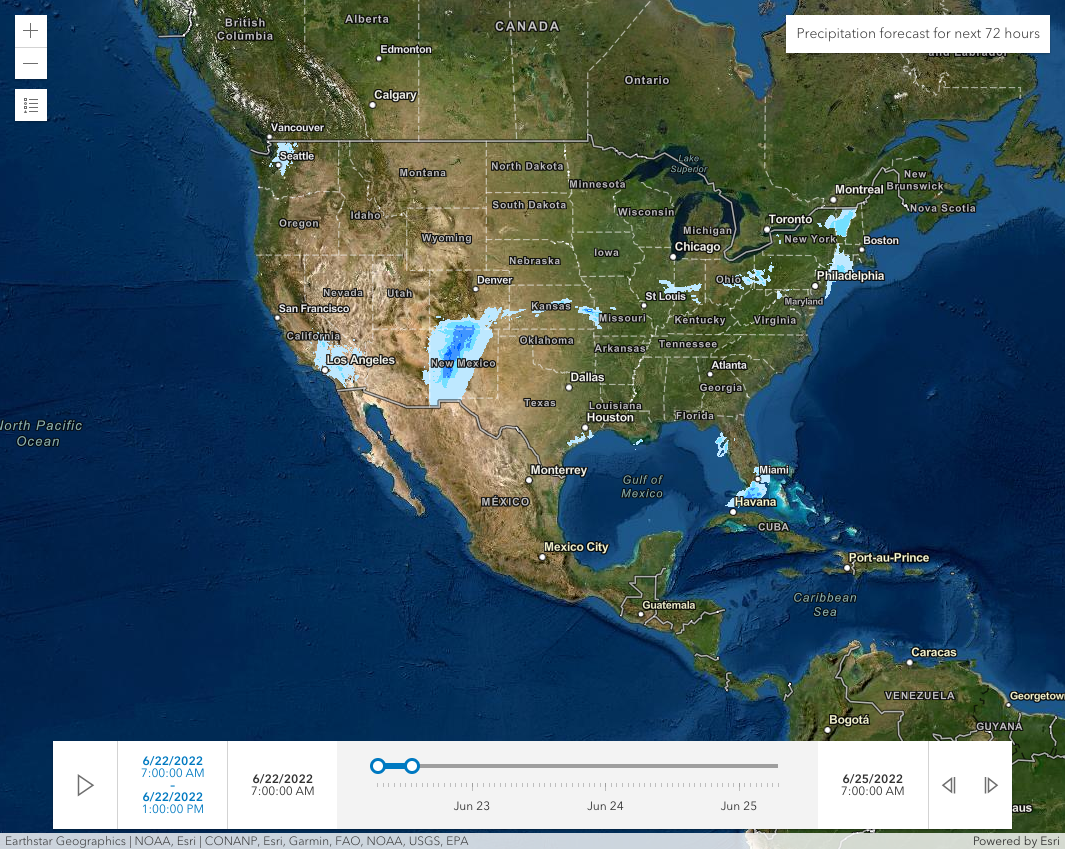 Precipitation forecast for next 72 hours
British
Columbia
Alberta
CANADA
Edmonton
and Labrador
Ontario
Calgary
Vancouver
Seattle
Lake
Superior
North Dakota
Montana
Minnesota
New
Brunswick
Montreal
South Dakota
Wisconsin
Nova Scotia
Idaho
Oregon
Toronto
Michigan
Wyoming
New York
Boston
Chicago
Iowa
Nebraska
Ohio
Philadelphia
Denver
Nevada
Utah
St Louis
Maryland
San Francisco
Kansas
Missouri
Kentucky
Virginia
California
Oklahoma
Arkansas
Tennessee
Los Angeles
New Mexico
Atlanta
Dallas
Georgia
Texas
Louisiana
Florida
Houston
North Pacific
Ocean
Monterrey
Miami
Gulf of
Mexico
MÉXICO
Havana
CUBA
Mexico City
Port-au-Prince
Caribbean
Sea
Guatemala
Caracas
VENEZUELA
Georgetown
Bogotá
GUYANA
6/22/2022
7:00:00 AM
–
6/22/2022
1:00:00 PM
6/22/2022
7:00:00 AM
Jun 23
Jun 24
Jun 25
6/25/2022
7:00:00 AM
aus
Earthstar Geographics | NOAA, Esri | CONANP, Esri, Garmin, FAO, NOAA, USGS, EPA
Powered by Esri